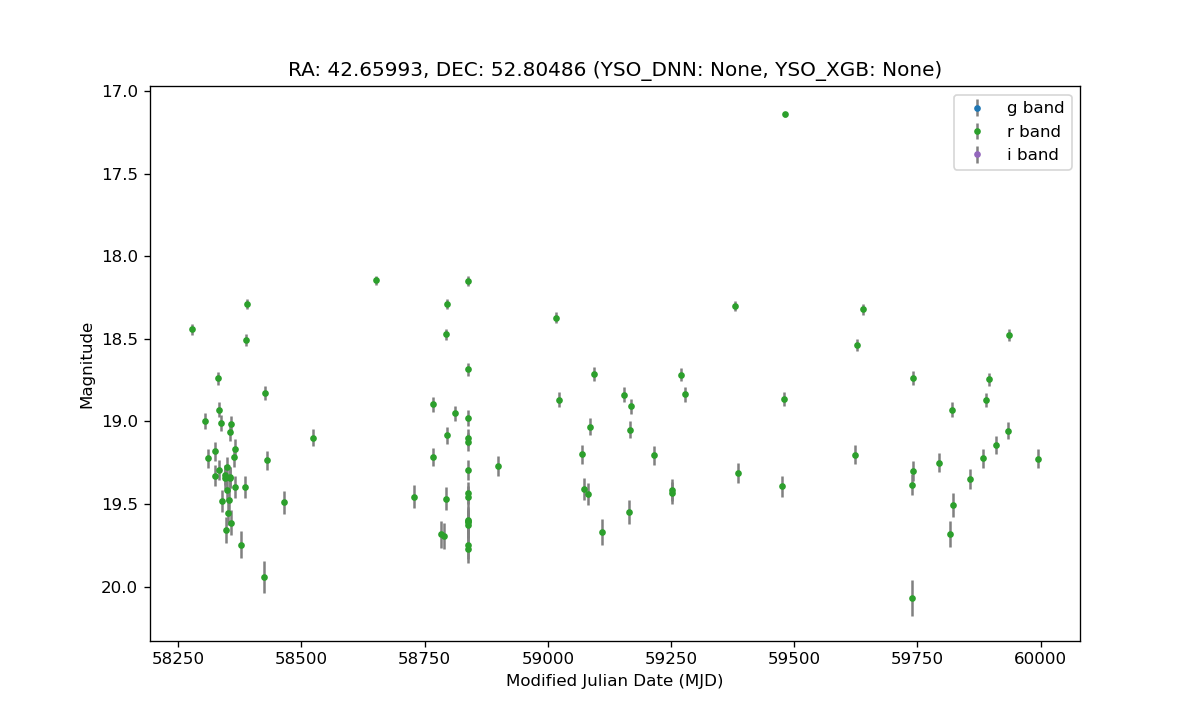 RA: 42.65993, DEC: 52.80486 (YSO_DNN: None, YSO_XGB: None)
g band
r band
i band
17.0
17.5
18.0
18.5
19.0
19.5
20.0
Magnitude
58250 58500 58750 59000 59250 59500 59750 60000
Modified Julian Date (MJD)